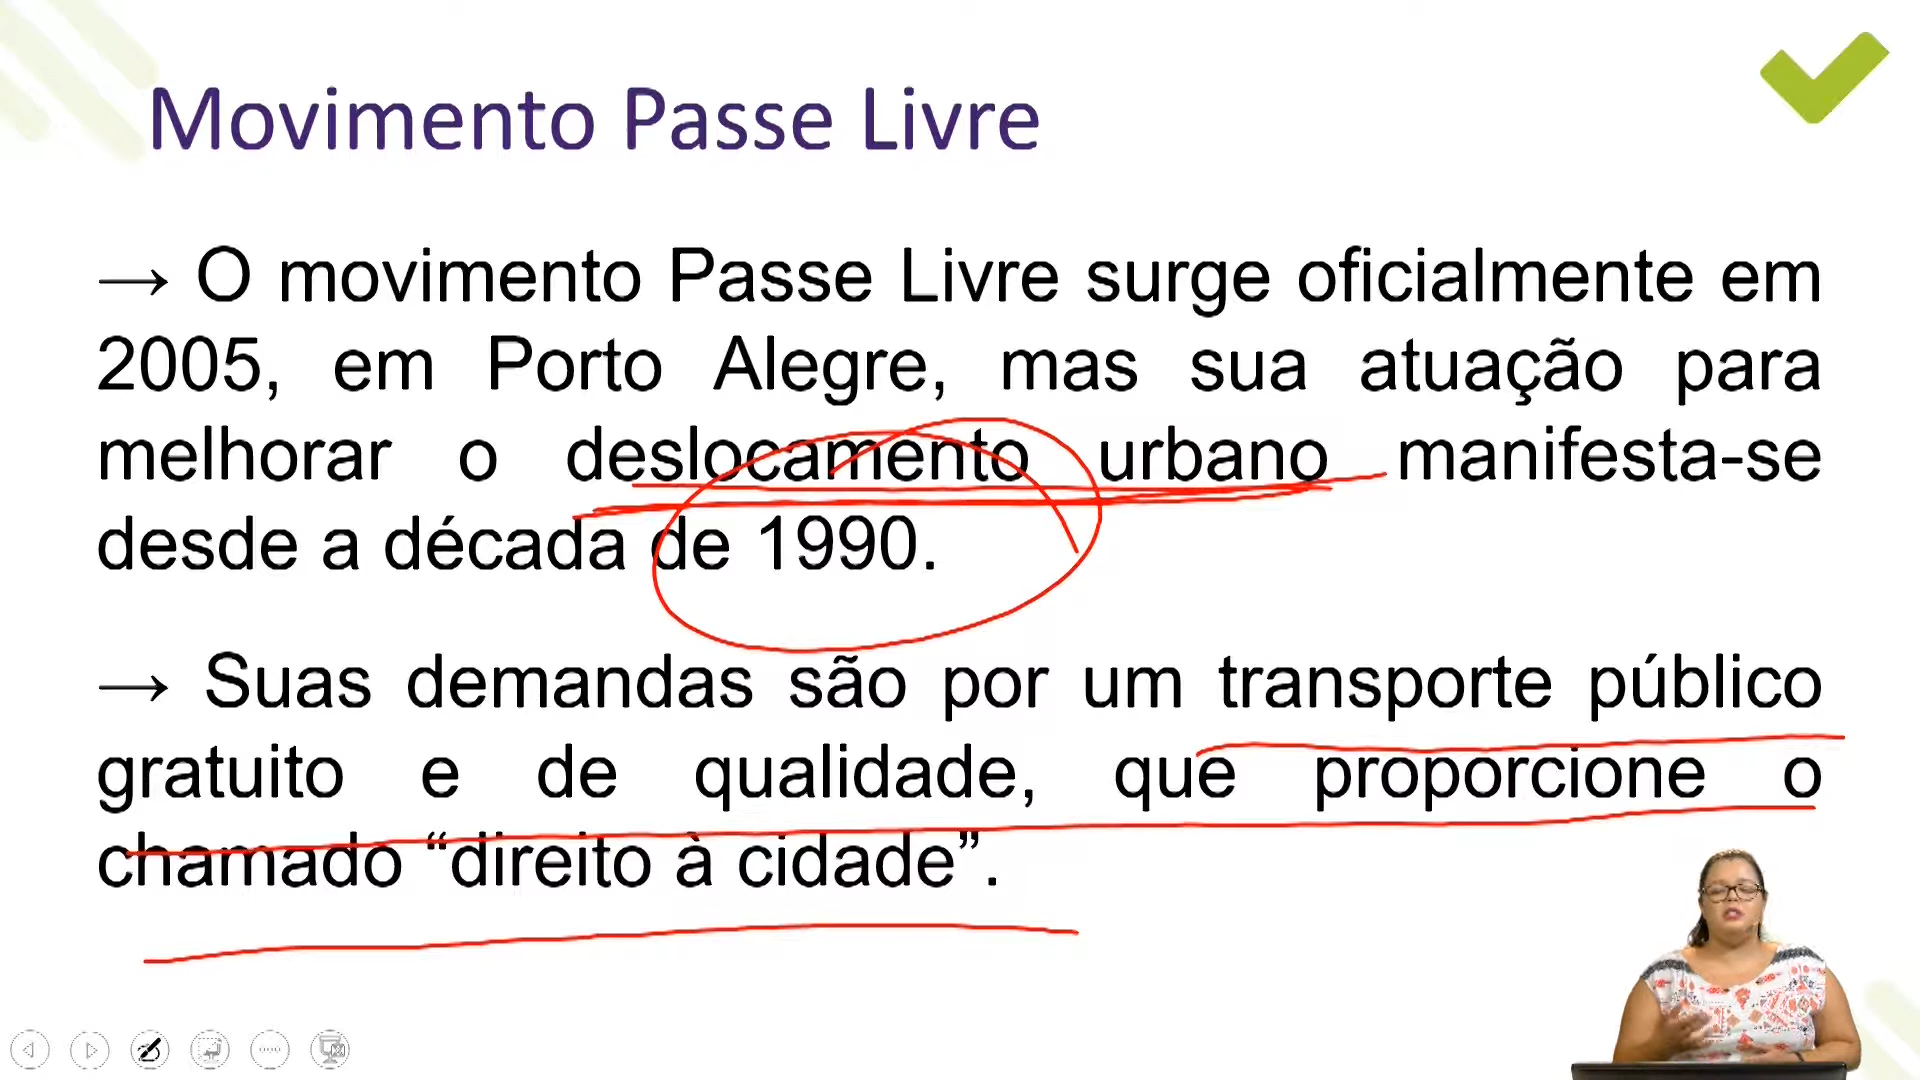 Movimento Passe Livre
→ O movimento Passe Livre surge oficialmente em
2005, em Porto Alegre, mas sua atuação para
melhorar o deslocamento urbano manifesta-se
desde a década de 1990.
→ Suas demandas são por um transporte público
gratuito e de qualidade, que proporcione o
chamado “direito à cidade”.